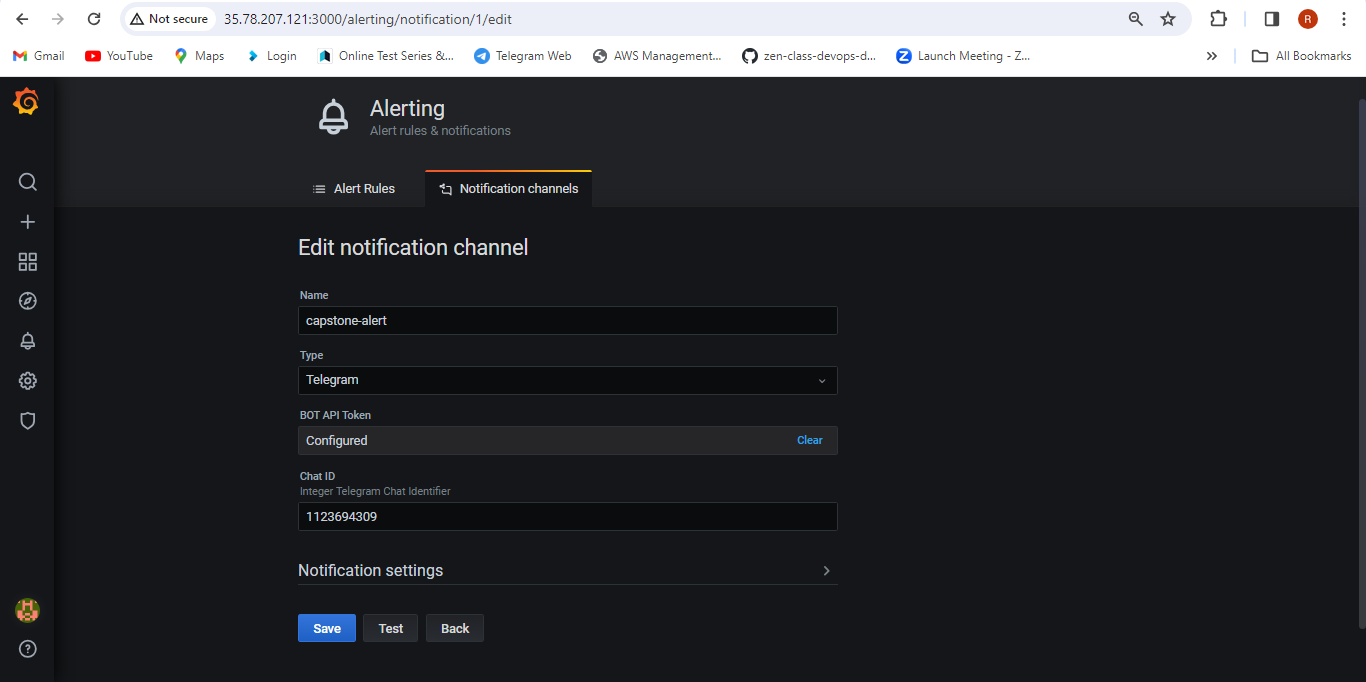 Not secure 35.78.207.121:3000/alerting/notification/1/edit R
Gmail YouTube Maps Login Online Test Series &... Telegram Web AWS Management... zen-class-devops-d... Launch Meeting - Z... » All Bookmarks
Alerting
Alert rules & notifications
Alert Rules Notification channels
Edit notification channel
Name
capstone-alert
Type
Telegram
BOT API Token
Configured Clear
Chat ID
Integer Telegram Chat Identifier
1123694309
Notification settings
Save Test Back